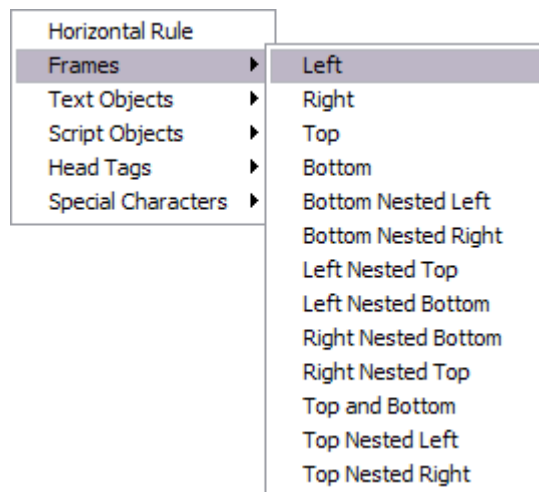 Horizontal Rule
Frames
Text Objects
Script Objects
Head Tags
Special Characters
Left
Right
Top
Bottom
Bottom Nested Left
Bottom Nested Right
Left Nested Top
Left Nested Bottom
Right Nested Bottom
Right Nested Top
Top and Bottom
Top Nested Left
Top Nested Right